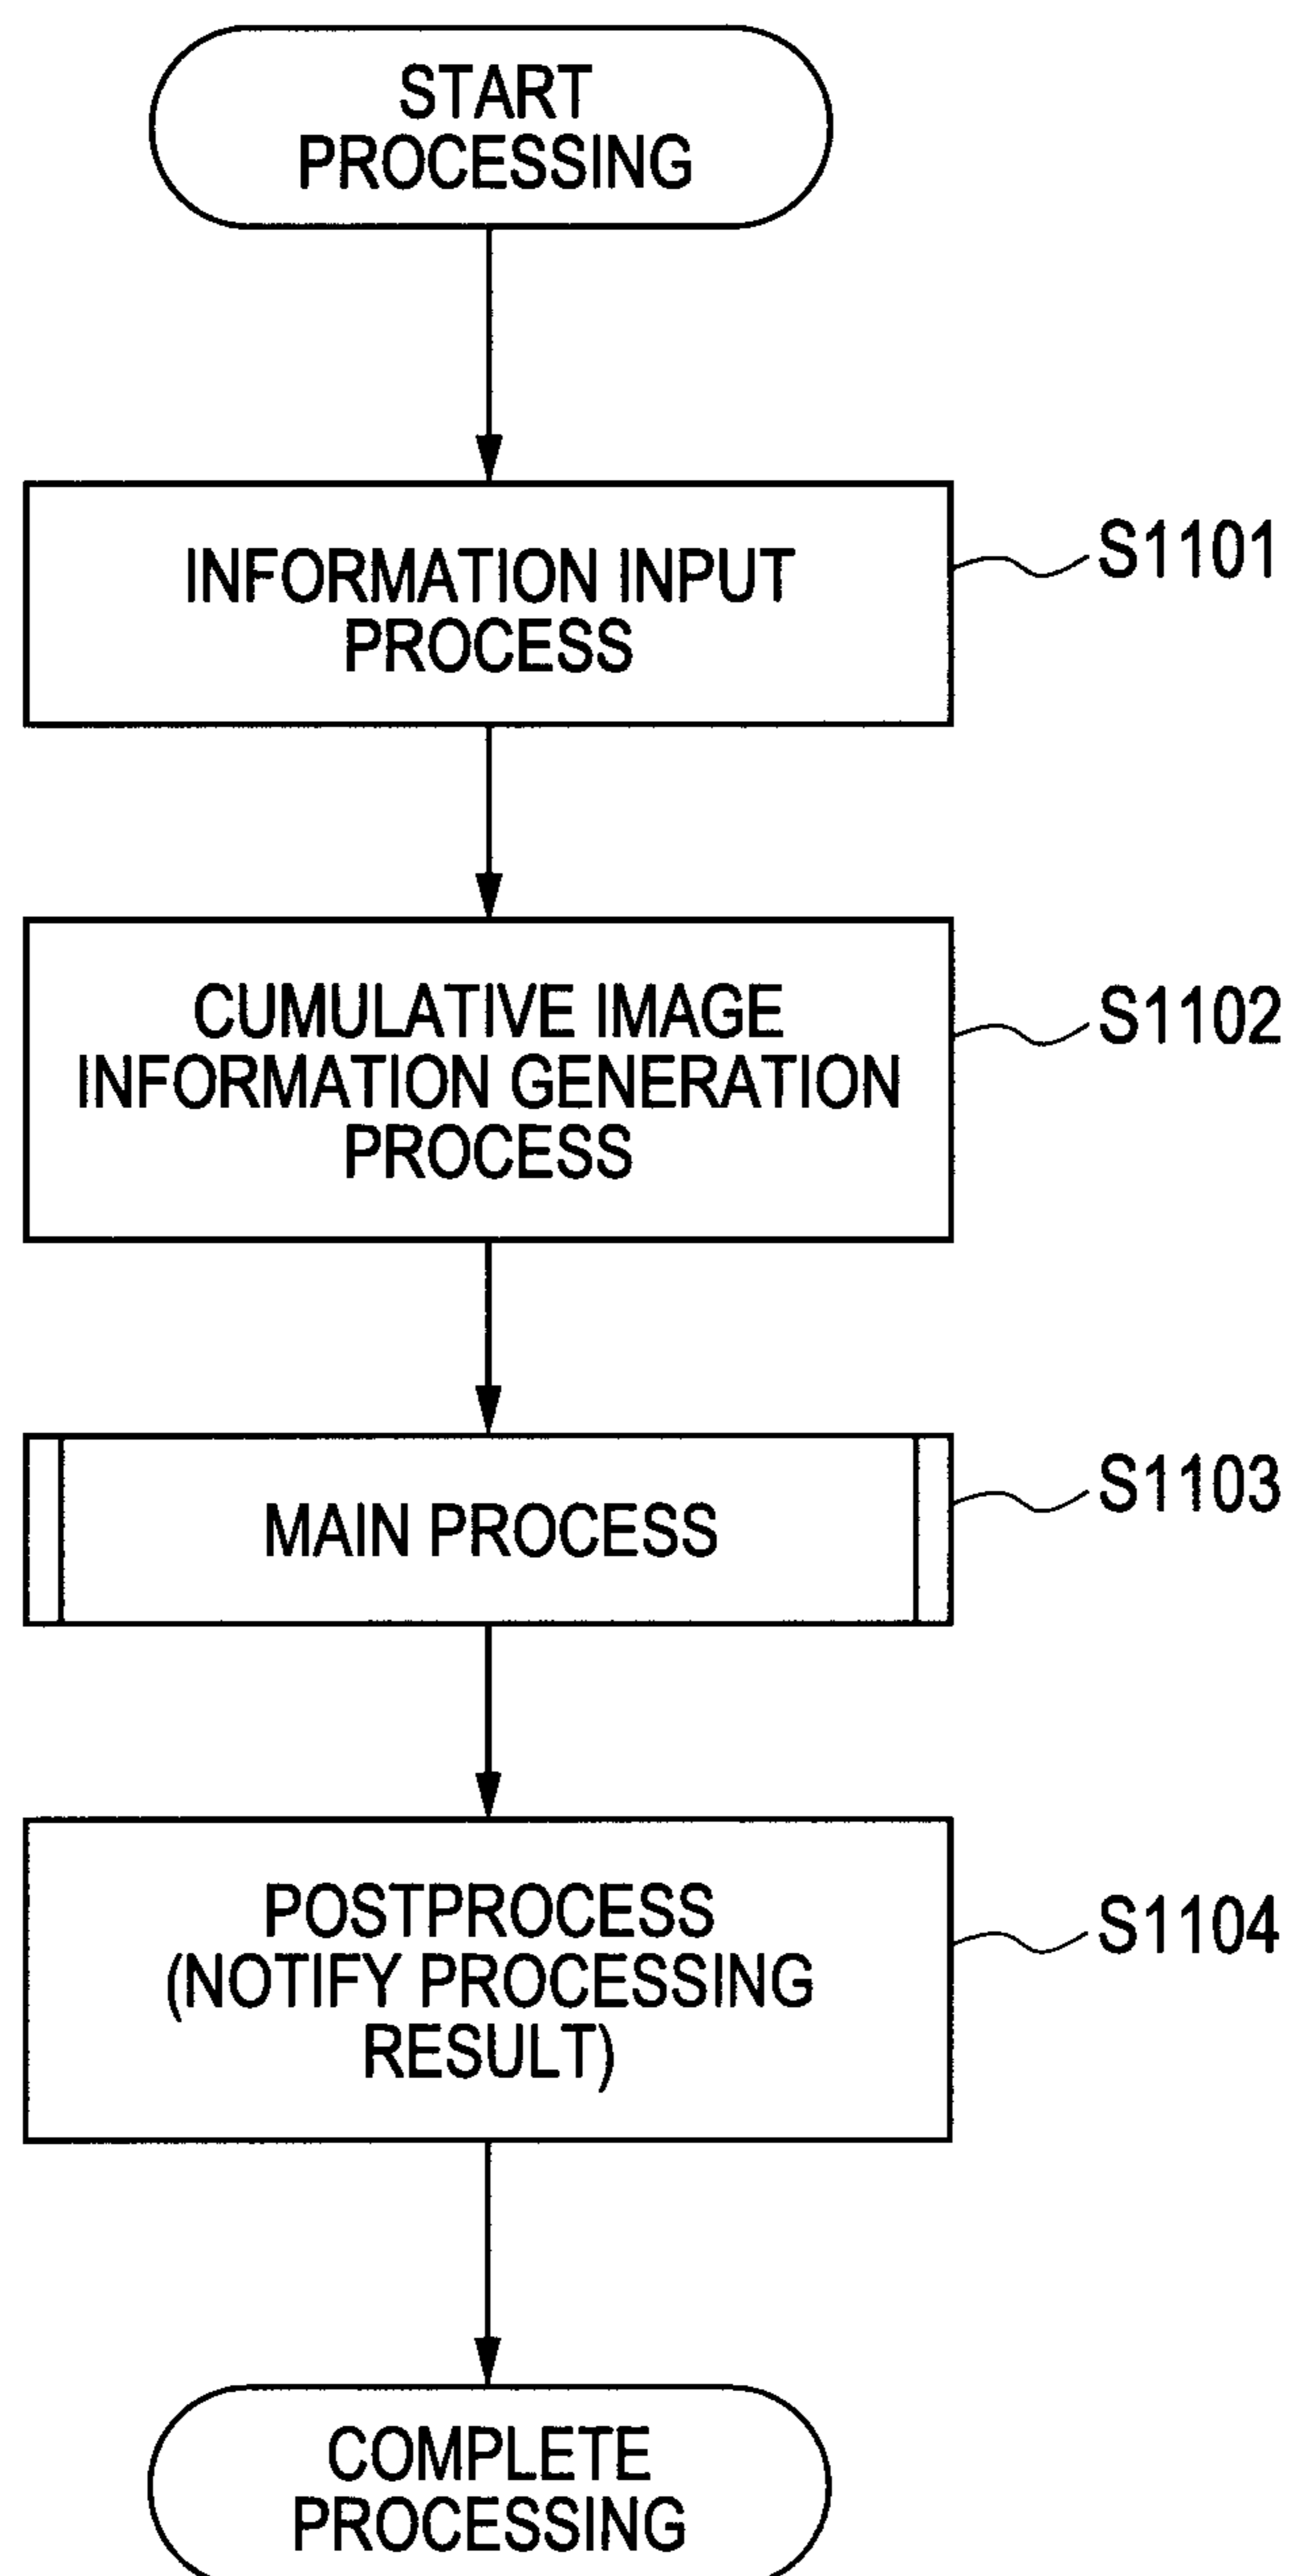 START
PROCESSING
INFORMATION INPUT
PROCESS
S1101
CUMULATIVE IMAGE
INFORMATION GENERATION
PROCESS
S1102
MAIN PROCESS
S1103
POSTPROCESS
(NOTIFY PROCESSING
RESULT)
S1104
COMPLETE
PROCESSING